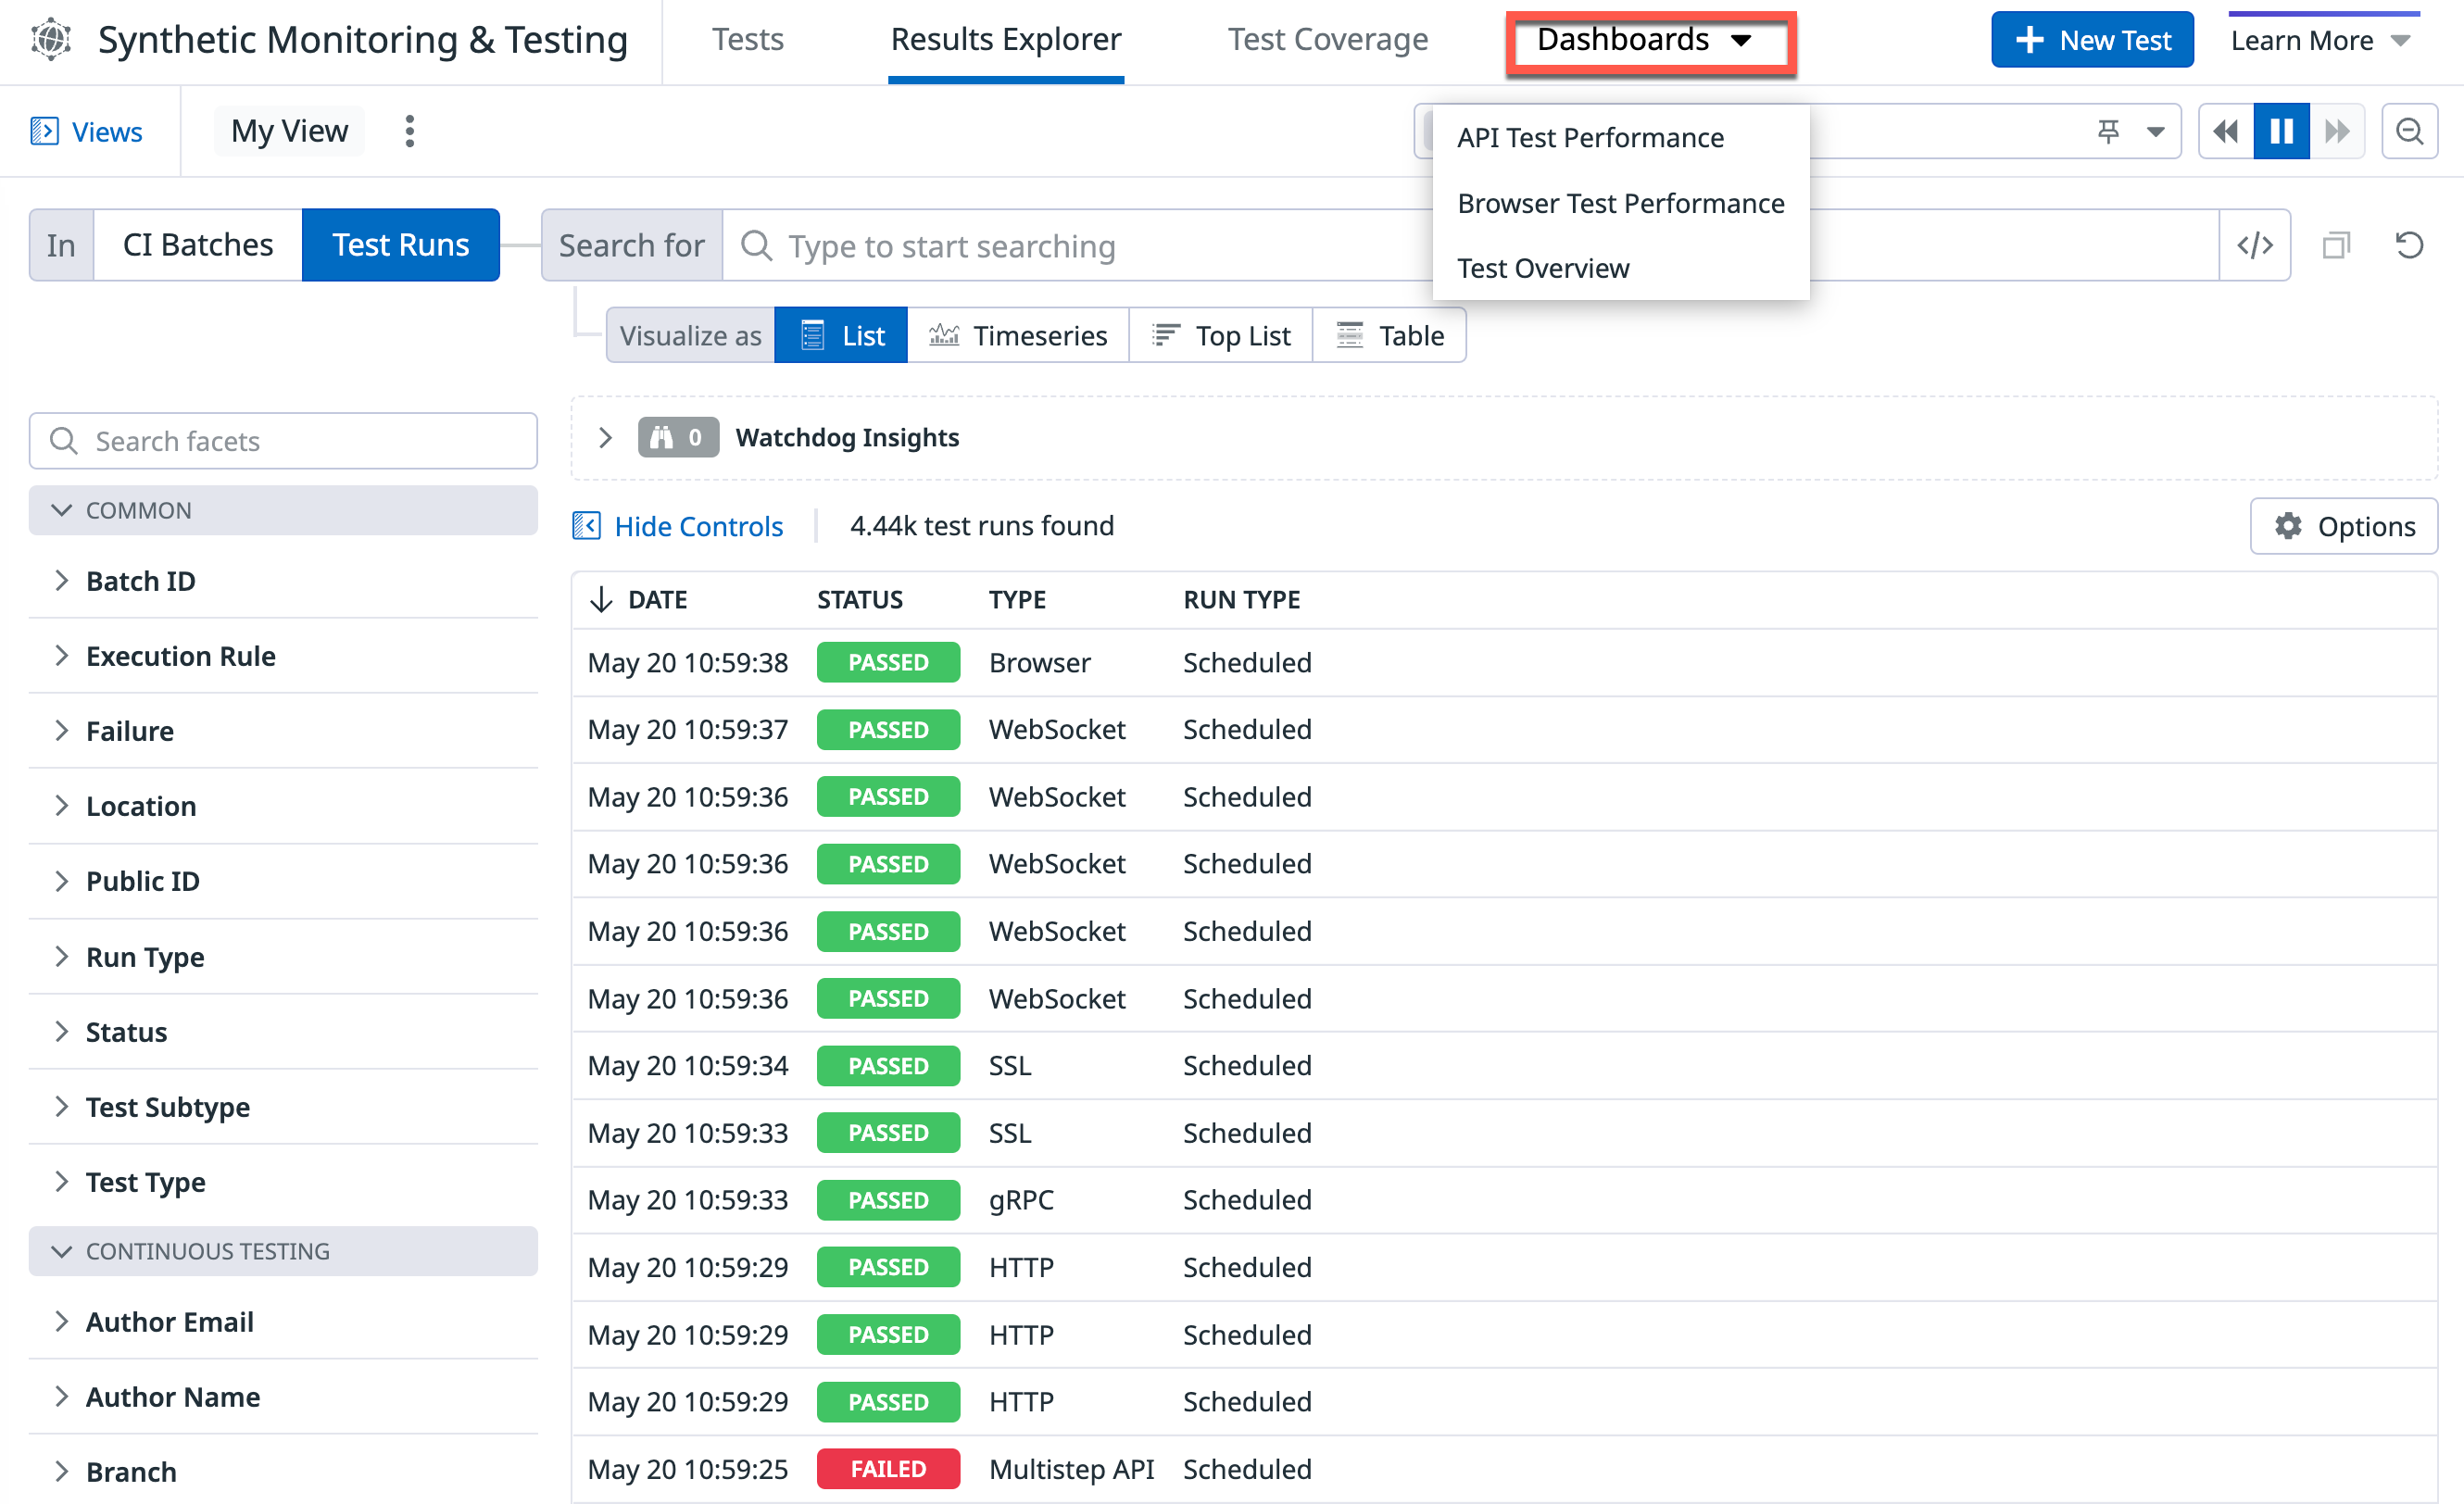 Synthetic Monitoring & Testing
Tests
Results Explorer
Test Coverage
Dashboards
New Test
Learn More
Views
My View
API Test Performance
Browser Test Performance
Test Overview
In
CI Batches
Test Runs
Search for
Type to start searching
</>
Visualize as
List
Timeseries
Top List
Table
Search facets
COMMON
Batch ID
Execution Rule
Failure
Location
Public ID
Run Type
Status
Test Subtype
Test Type
CONTINUOUS TESTING
Author Email
Author Name
Branch
0 Watchdog Insights
Hide Controls
4.44k test runs found
Options
DATE STATUS TYPE RUN TYPE
May 20 10:59:38 PASSED Browser Scheduled
May 20 10:59:37 PASSED WebSocket Scheduled
May 20 10:59:36 PASSED WebSocket Scheduled
May 20 10:59:36 PASSED WebSocket Scheduled
May 20 10:59:36 PASSED WebSocket Scheduled
May 20 10:59:36 PASSED WebSocket Scheduled
May 20 10:59:34 PASSED SSL Scheduled
May 20 10:59:33 PASSED SSL Scheduled
May 20 10:59:33 PASSED gRPC Scheduled
May 20 10:59:29 PASSED HTTP Scheduled
May 20 10:59:29 PASSED HTTP Scheduled
May 20 10:59:29 PASSED HTTP Scheduled
May 20 10:59:25 FAILED Multistep API Scheduled